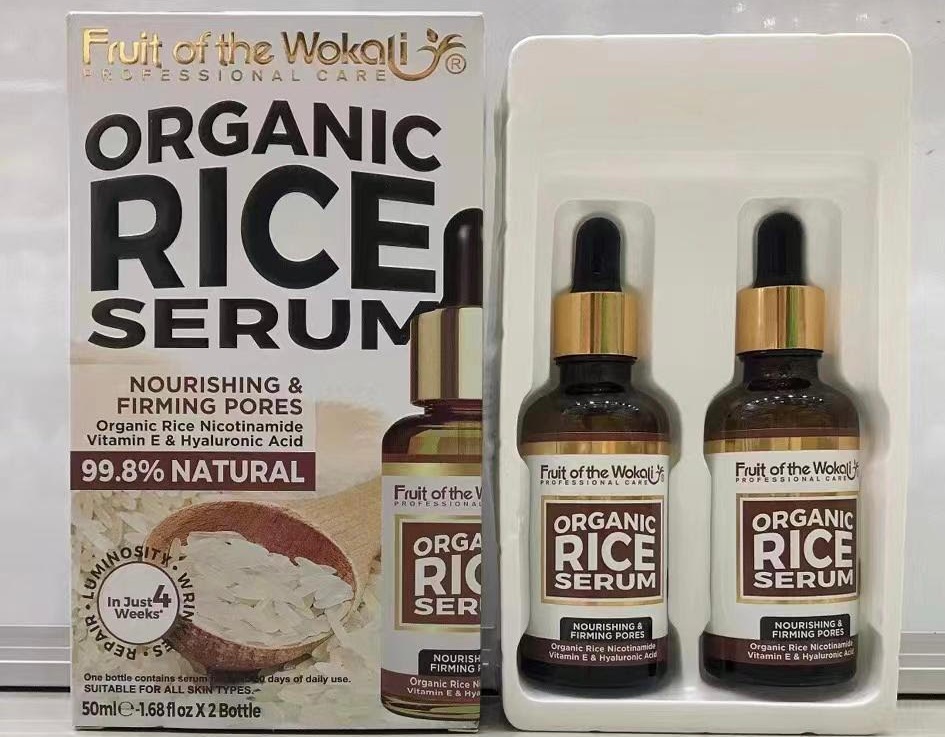 Fruit of the Wokali ®
PROFESSIONAL CARE
ORGANIC
RICE
SERUM
NOURISHING &
FIRMING PORES
Organic Rice Nicotinamide
Vitamin E & Hyaluronic Acid
99.8% NATURAL
REPAIR • LUMINOSITY •
In Just 4
Weeks*
One bottle contains serum days of daily use.
SUITABLE FOR ALL SKIN TYPES.
50ml℮-1.68fl oz X 2 Bottle
Fruit of the W
PROFESSIONAL
ORGA
RIC
SER
NOURISH
FIRMING P
Organic Rice Ni
Vitamin E & Hya
Fruit of the Wokali ®
PROFESSIONAL CARE
ORGANIC
RICE
SERUM
NOURISHING &
FIRMING PORES
Organic Rice Nicotinamide
Vitamin E & Hyaluronic Acid
Fruit of the Wokali ®
PROFESSIONAL CARE
ORGANIC
RICE
SERUM
NOURISHING &
FIRMING PORES
Organic Rice Nicotinamide
Vitamin E & Hyaluronic Acid